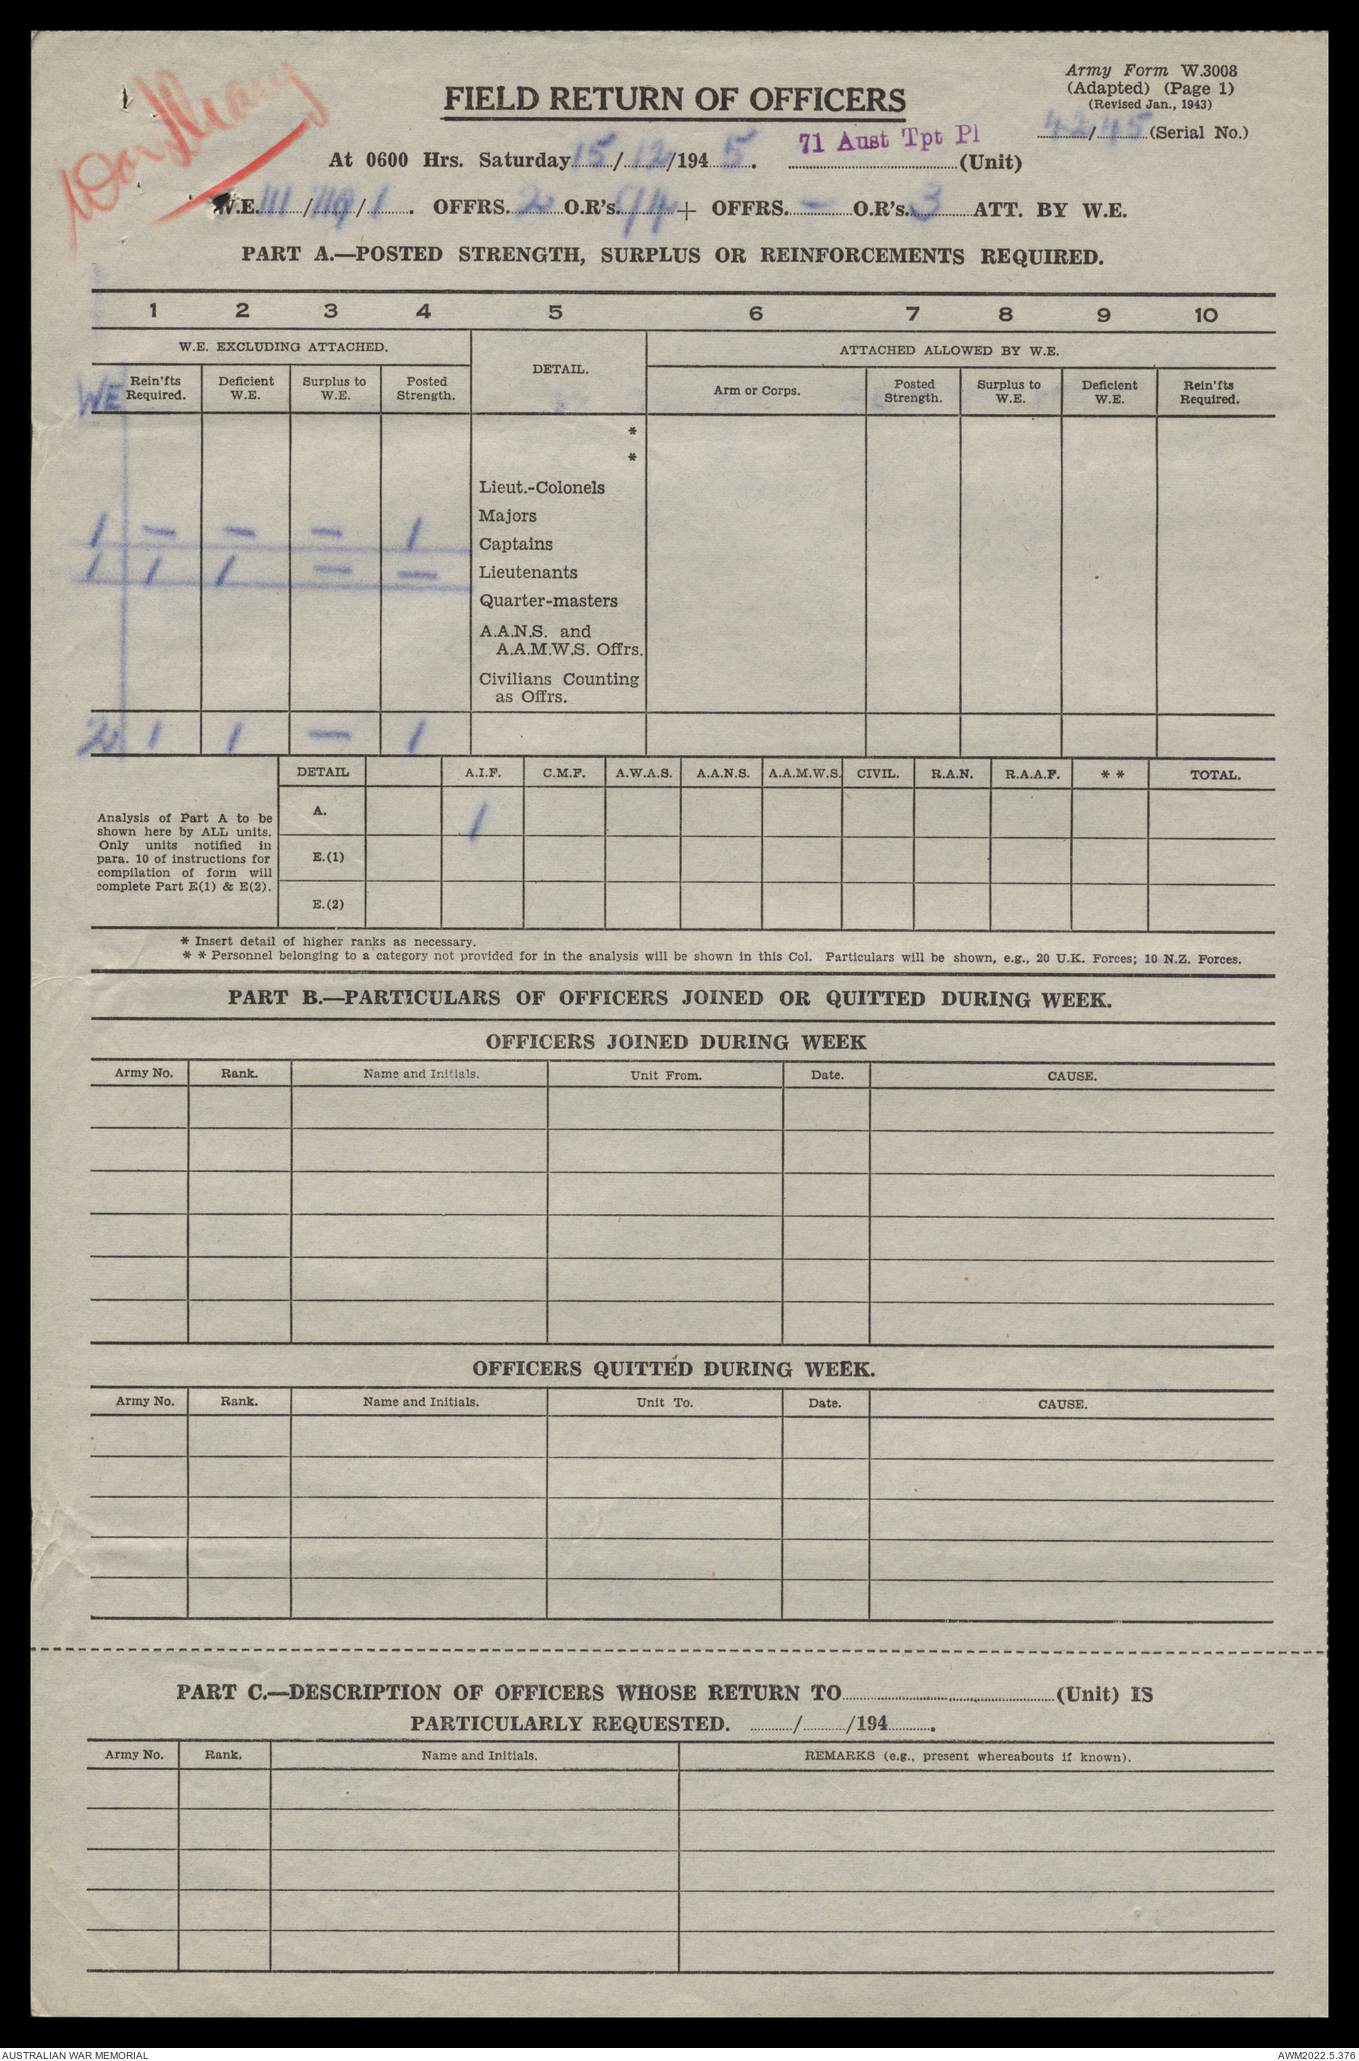 War Diary
Army Form W.3008
(Adapted) (Page 1)
(Revised Jan., 1943)
FIELD RETURN OF OFFICERS
42/45 (Serial No.)
At 0600 Hrs. Saturday 15/12/1945. 71 Aust Tpt Pl (Unit)
W.E. III/119/1. OFFRS. 2 O.R's. 94 + OFFRS. — O.R's. 3 ATT. BY W.E.
PART A.—POSTED STRENGTH, SURPLUS OR REINFORCEMENTS REQUIRED.
1 2 3 4 5 6 7 8 9 10
W.E. EXCLUDING ATTACHED. DETAIL. ATTACHED ALLOWED BY W.E.
WE Rein'fts Required. Deficient W.E. Surplus to W.E. Posted Strength. Arm or Corps. Posted Strength. Surplus to W.E. Deficient W.E. Rein'fts Required.
*
*
Lieut.-Colonels
Majors
1 — — — 1 Captains
1 1 1 — — Lieutenants
Quarter-masters
A.A.N.S. and
A.A.M.W.S. Offrs.
Civilians Counting
as Offrs.
2 1 1 — 1
DETAIL A.I.F. C.M.F. A.W.A.S. A.A.N.S. A.A.M.W.S. CIVIL. R.A.N. R.A.A.F. * * TOTAL.
Analysis of Part A to be
shown here by ALL units.
Only units notified in
para. 10 of instructions for
compilation of form will
complete Part E(1) & E(2).
A. 1
E.(1)
E.(2)
* Insert detail of higher ranks as necessary.
* * Personnel belonging to a category not provided for in the analysis will be shown in this Col. Particulars will be shown, e.g., 20 U.K. Forces; 10 N.Z. Forces.
PART B.—PARTICULARS OF OFFICERS JOINED OR QUITTED DURING WEEK.
OFFICERS JOINED DURING WEEK
Army No. Rank. Name and Initials. Unit From. Date. CAUSE.
OFFICERS QUITTED DURING WEEK.
Army No. Rank. Name and Initials. Unit To. Date. CAUSE.
PART C.—DESCRIPTION OF OFFICERS WHOSE RETURN TO (Unit) IS
PARTICULARLY REQUESTED. / /194 .
Army No. Rank. Name and Initials. REMARKS (e.g., present whereabouts if known).
AUSTRALIAN WAR MEMORIAL
AWM2022.5.376